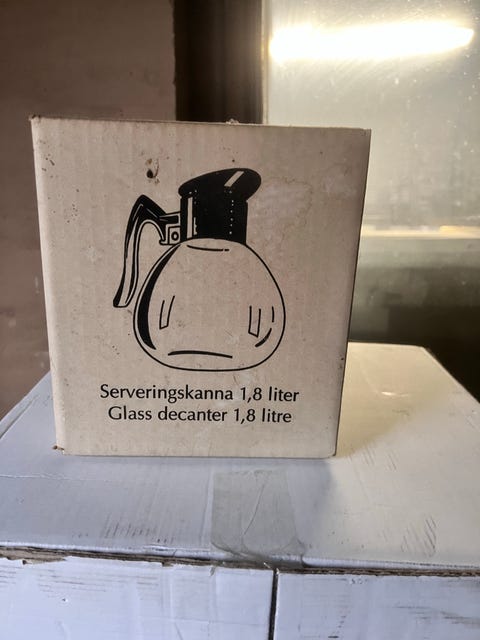 Serveringskanna 1,8 liter
Glass decanter 1,8 litre